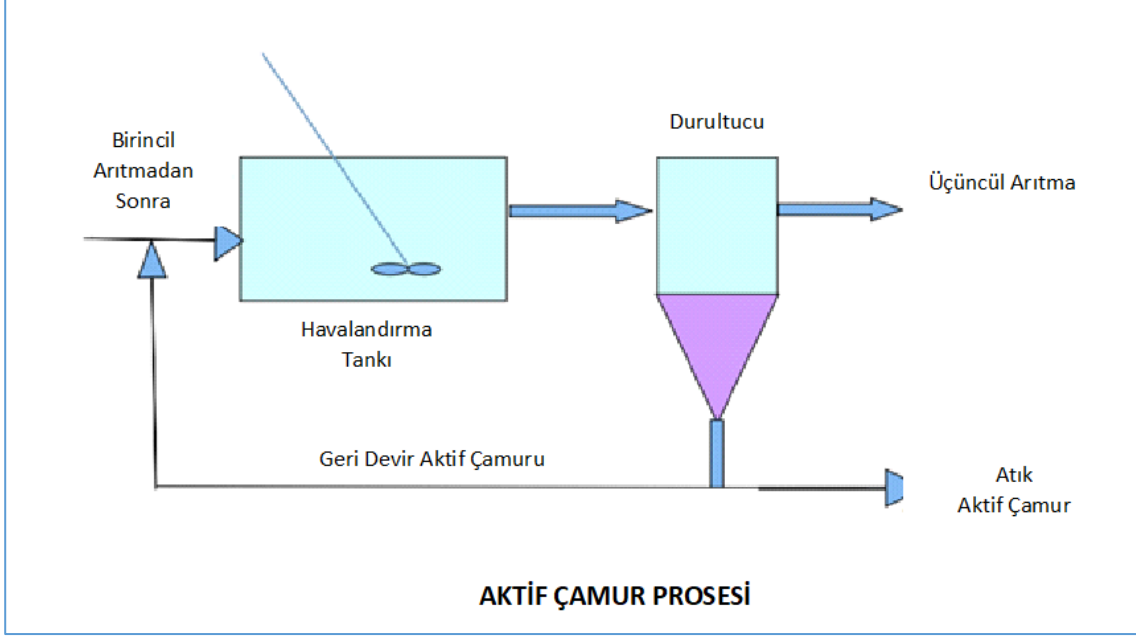 Birincil
Arıtmadan
Sonra
Havalandırma
Tankı
Durultucu
Üçüncül Arıtma
Geri Devir Aktif Çamuru
Atık
Aktif Çamur
AKTİF ÇAMUR PROSESİ